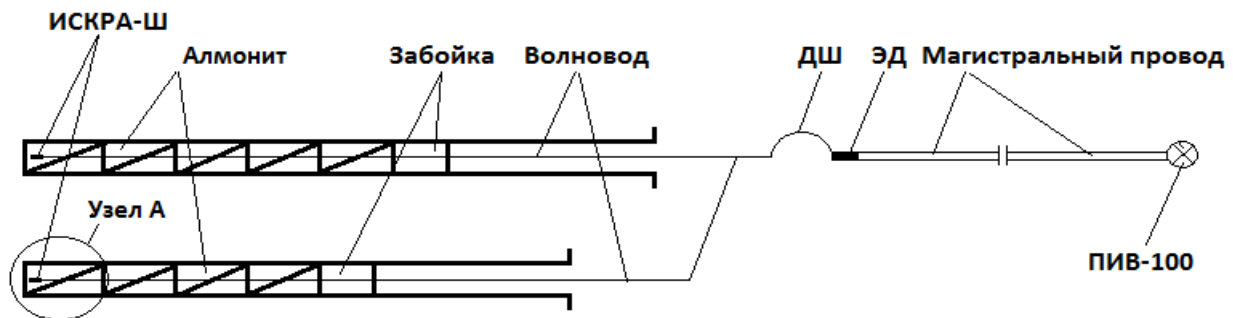 ИСКРА-Ш
Алмонит
Забойка
Волновод
ДШ
ЭД
Магистральный провод
Узел А
ПИВ-100